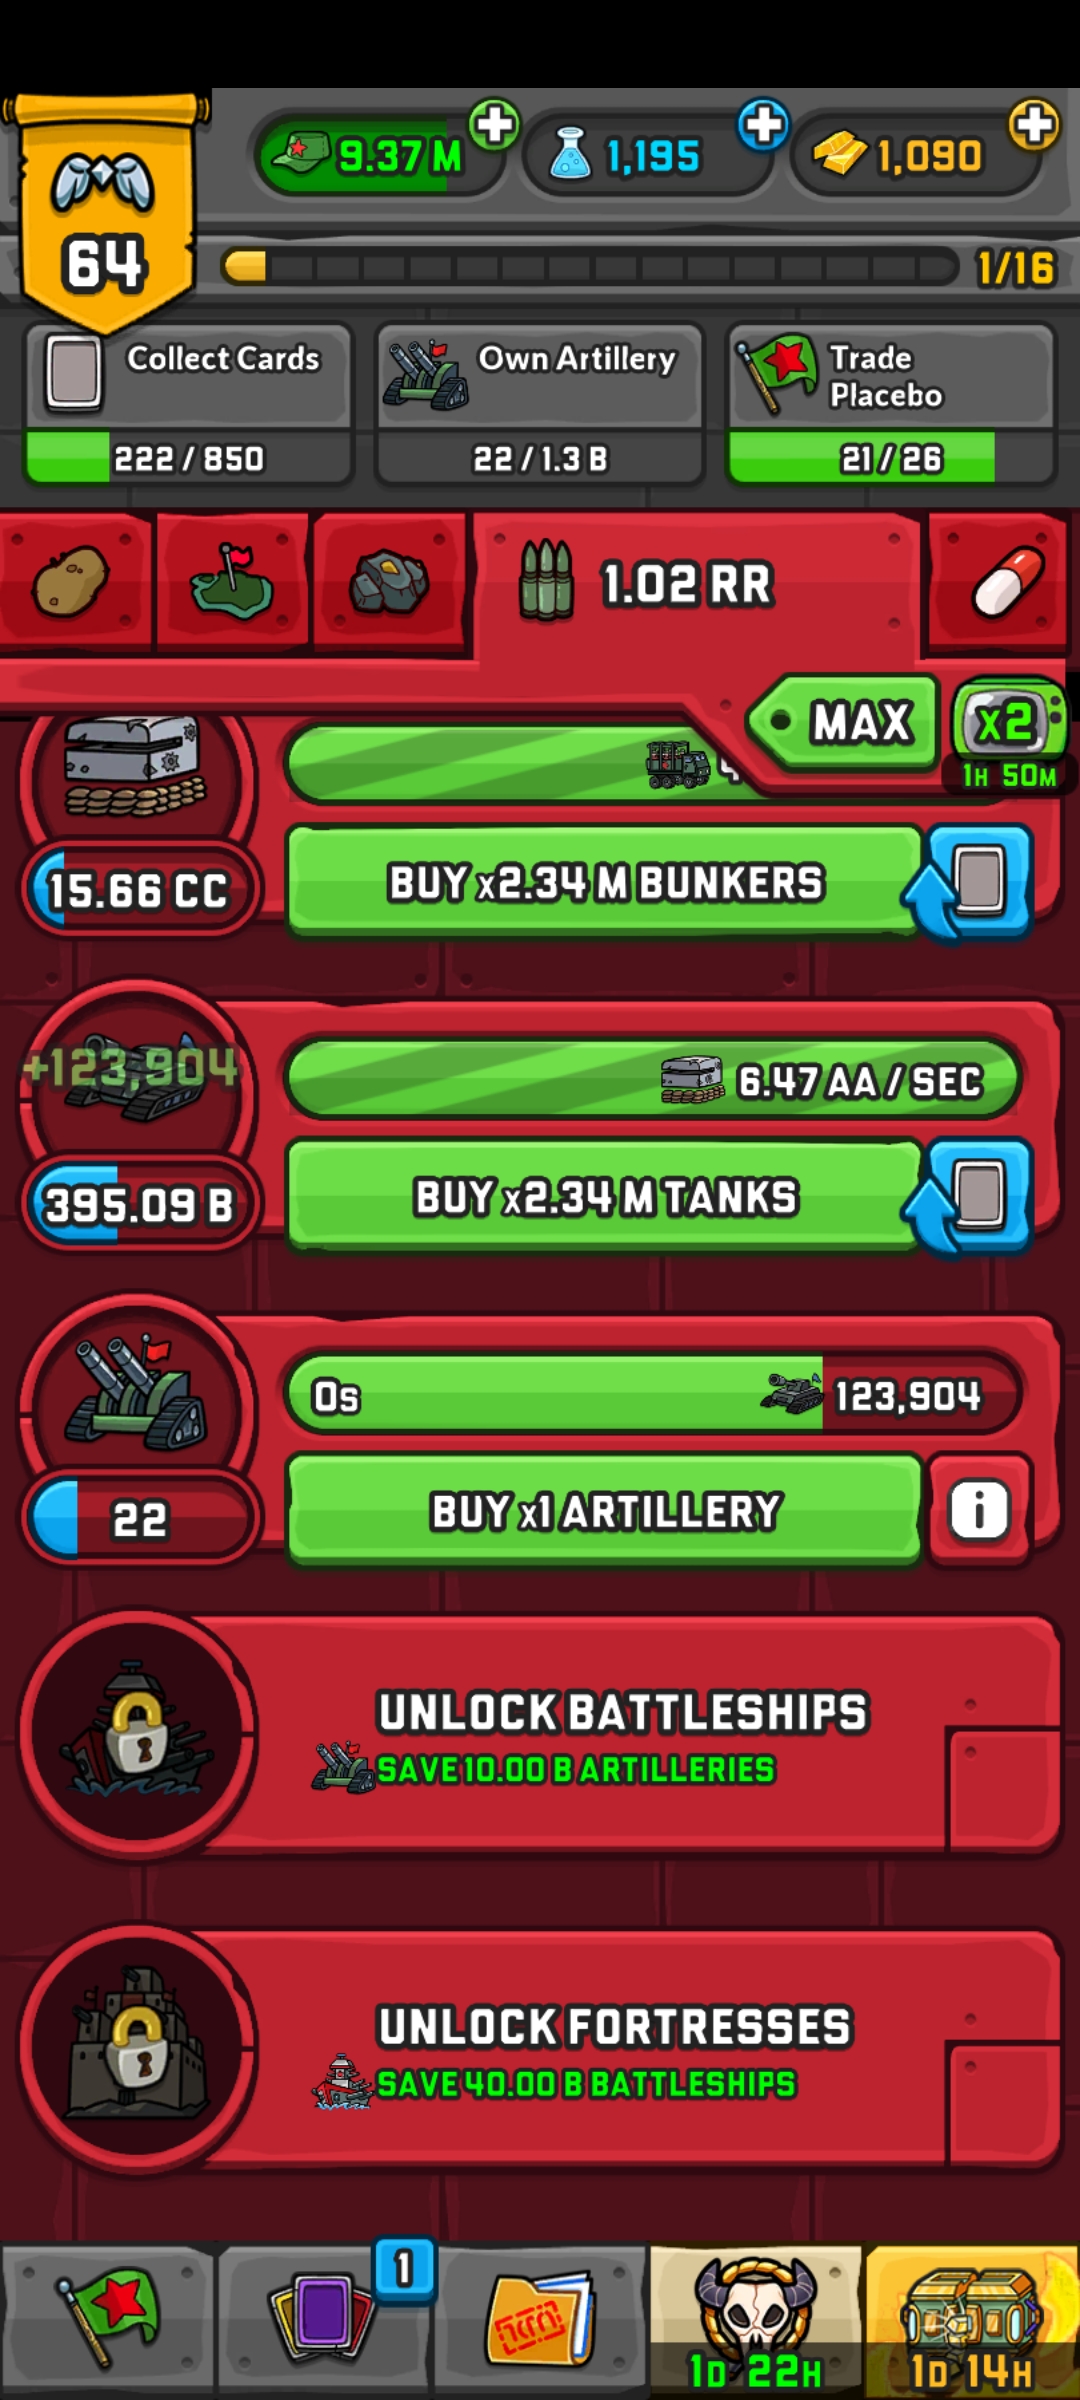 9.37 M
1,195
1,090
64
1/16
Collect Cards
222 / 850
Own Artillery
22 / 1.3 B
Trade
Placebo
21 / 26
1.02 RR
MAX
x2
1H 50M
BUY x2.34 M BUNKERS
15.66 CC
+123,904
6.47 AA / SEC
BUY x2.34 M TANKS
395.09 B
0s
123,904
BUY x1 ARTILLERY
i
22
UNLOCK BATTLESHIPS
SAVE 10.00 B ARTILLERIES
UNLOCK FORTRESSES
SAVE 40.00 B BATTLESHIPS
1
1D 22H
1D 14H